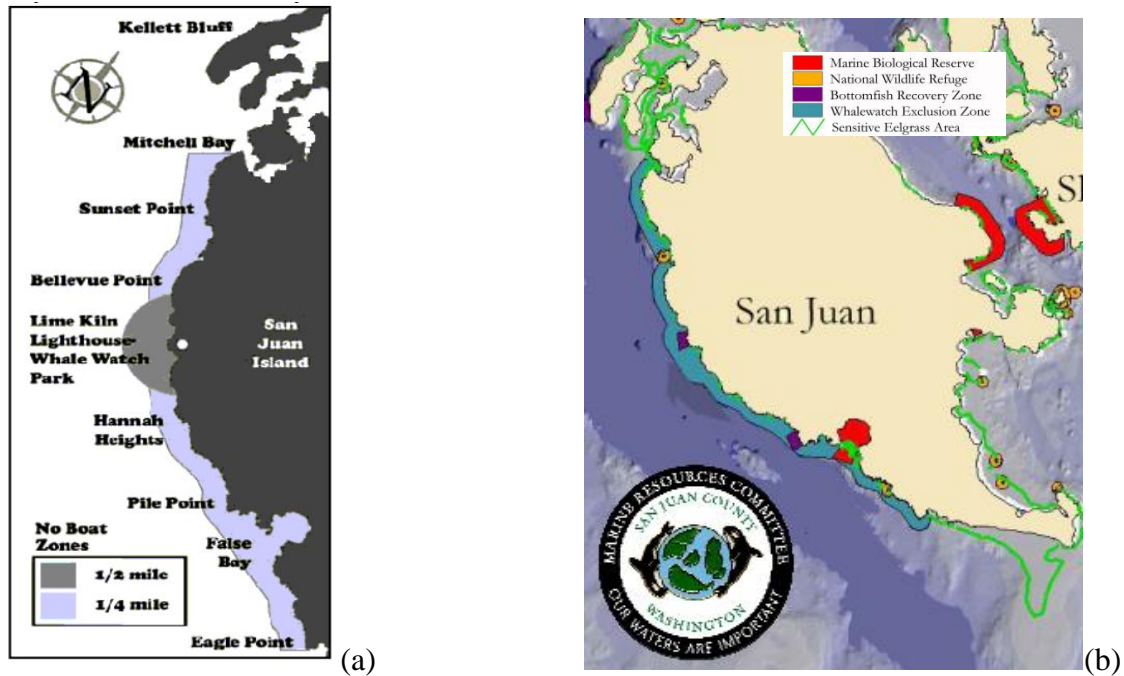 Kellett Bluff
N
Mitchell Bay
Sunset Point
Bellevue Point
Lime Kiln
Lighthouse-
Whale Watch
Park
San
Juan
Island
Hannah
Heights
Pile Point
No Boat
Zones
False
Bay
1/2 mile
1/4 mile
Eagle Point
(a)
Marine Biological Reserve
National Wildlife Refuge
Bottomfish Recovery Zone
Whalewatch Exclusion Zone
Sensitive Eelgrass Area
San Juan
MARINE RESOURCES COMMITTEE
SAN JUAN COUNTY
WASHINGTON
OUR WATERS ARE IMPORTANT
(b)